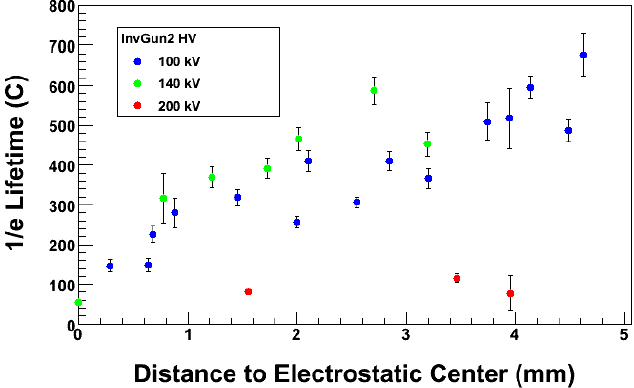 800
700
600
500
400
300
200
100
0
1/e Lifetime (C)
InvGun2 HV
100 kV
140 kV
200 kV
0 1 2 3 4 5
Distance to Electrostatic Center (mm)